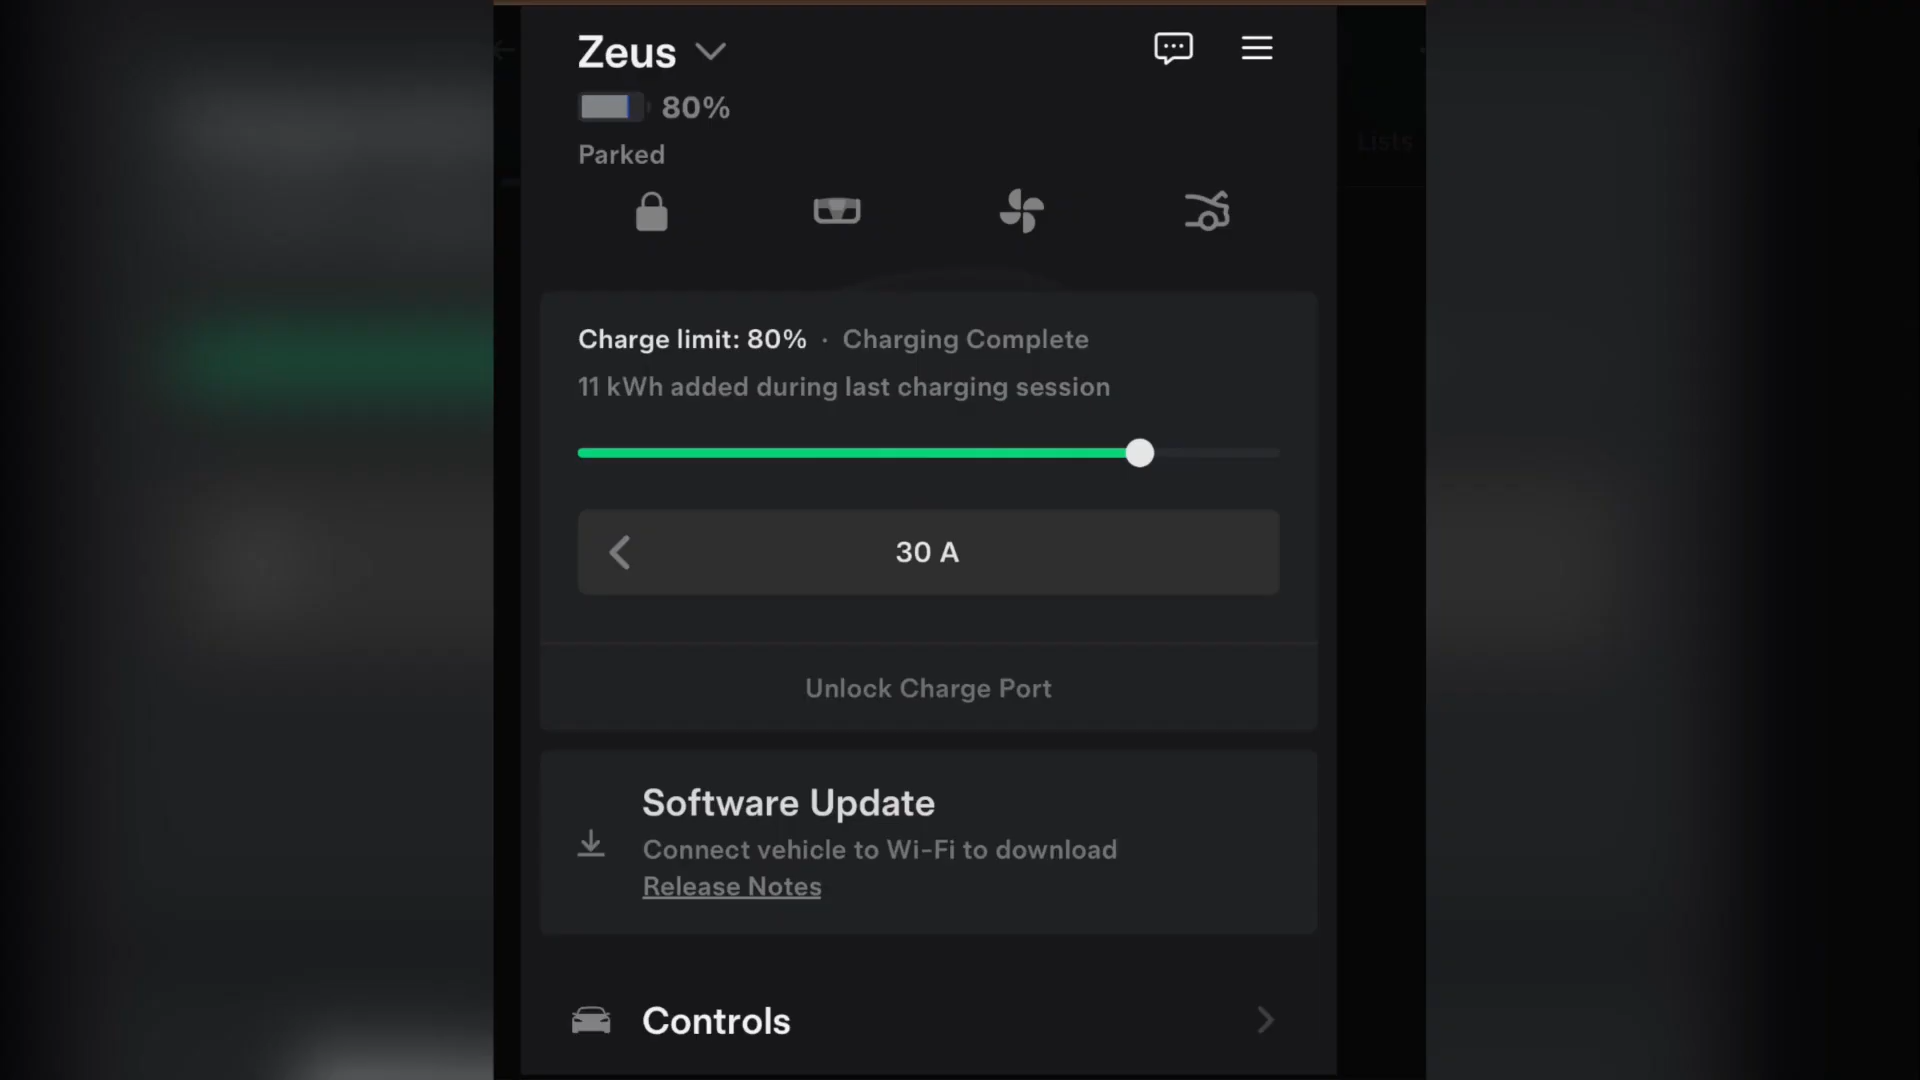 Zeus
80%
Parked
Lists
Charge limit: 80% · Charging Complete
11 kWh added during last charging session
30 A
Unlock Charge Port
Software Update
Connect vehicle to Wi-Fi to download
Release Notes
Controls